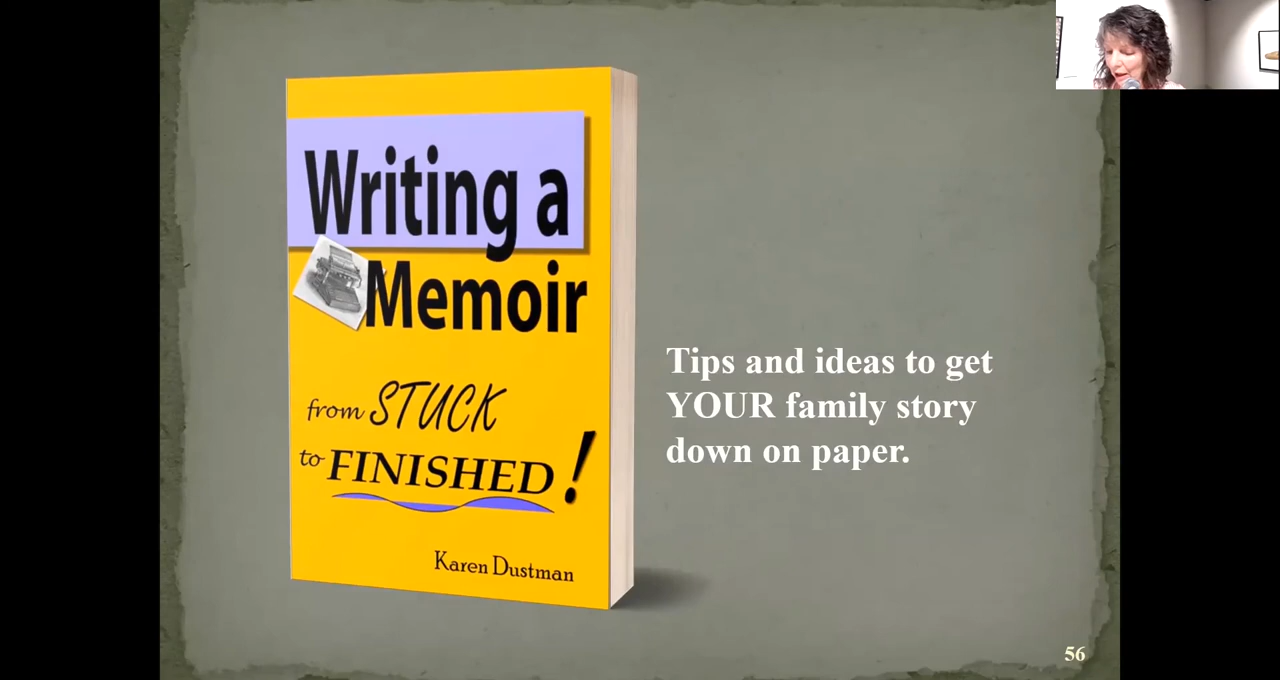 Writing a
Memoir
from STUCK
to FINISHED!
Karen Dustman
Tips and ideas to get
YOUR family story
down on paper.
56